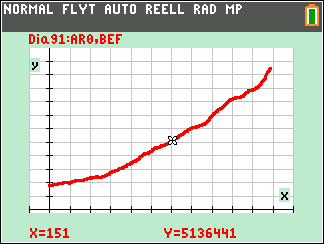 NORMAL FLYT AUTO REELL RAD MP
Dia91:AR0,BEF
y
x
X=151 Y=5136441